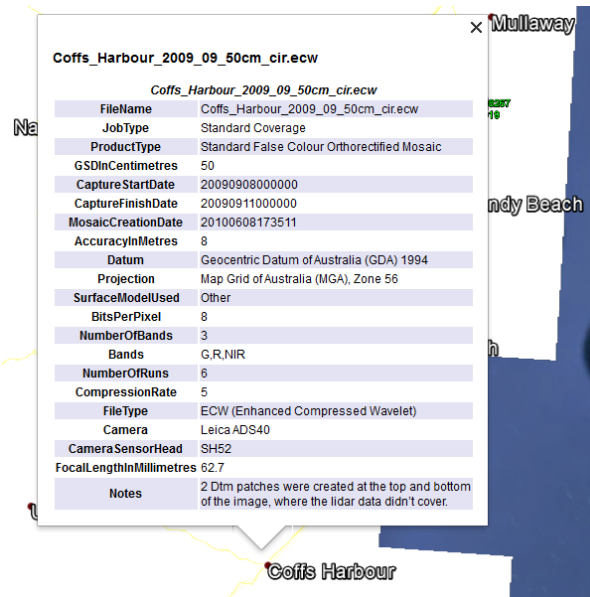 Mullaway
Coffs_Harbour_2009_09_50cm_cir.ecw
Coffs_Harbour_2009_09_50cm_cir.ecw
FileName Coffs_Harbour_2009_09_50cm_cir.ecw
JobType Standard Coverage
ProductType Standard False Colour Orthorectified Mosaic
GSDInCentimetres 50
CaptureStartDate 20090908000000
CaptureFinishDate 20090911000000
MosaicCreationDate 20100608173511
AccuracyInMetres 8
Datum Geocentric Datum of Australia (GDA) 1994
Projection Map Grid of Australia (MGA), Zone 56
SurfaceModelUsed Other
BitsPerPixel 8
NumberOfBands 3
Bands G,R,NIR
NumberOfRuns 6
CompressionRate 5
FileType ECW (Enhanced Compressed Wavelet)
Camera Leica ADS40
CameraSensorHead SH52
FocalLengthInMillimetres 62.7
Notes 2 Dtm patches were created at the top and bottom
of the image, where the lidar data didn't cover.
Na
ndy Beach
h
Coffs Harbour